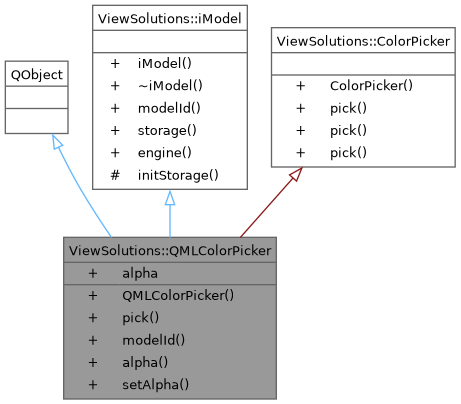 QObject
ViewSolutions::iModel
+ iModel()
+ ~iModel()
+ modelId()
+ storage()
+ engine()
# initStorage()
ViewSolutions::ColorPicker
+ ColorPicker()
+ pick()
+ pick()
+ pick()
ViewSolutions::QMLColorPicker
+ alpha
+ QMLColorPicker()
+ pick()
+ modelId()
+ alpha()
+ setAlpha()